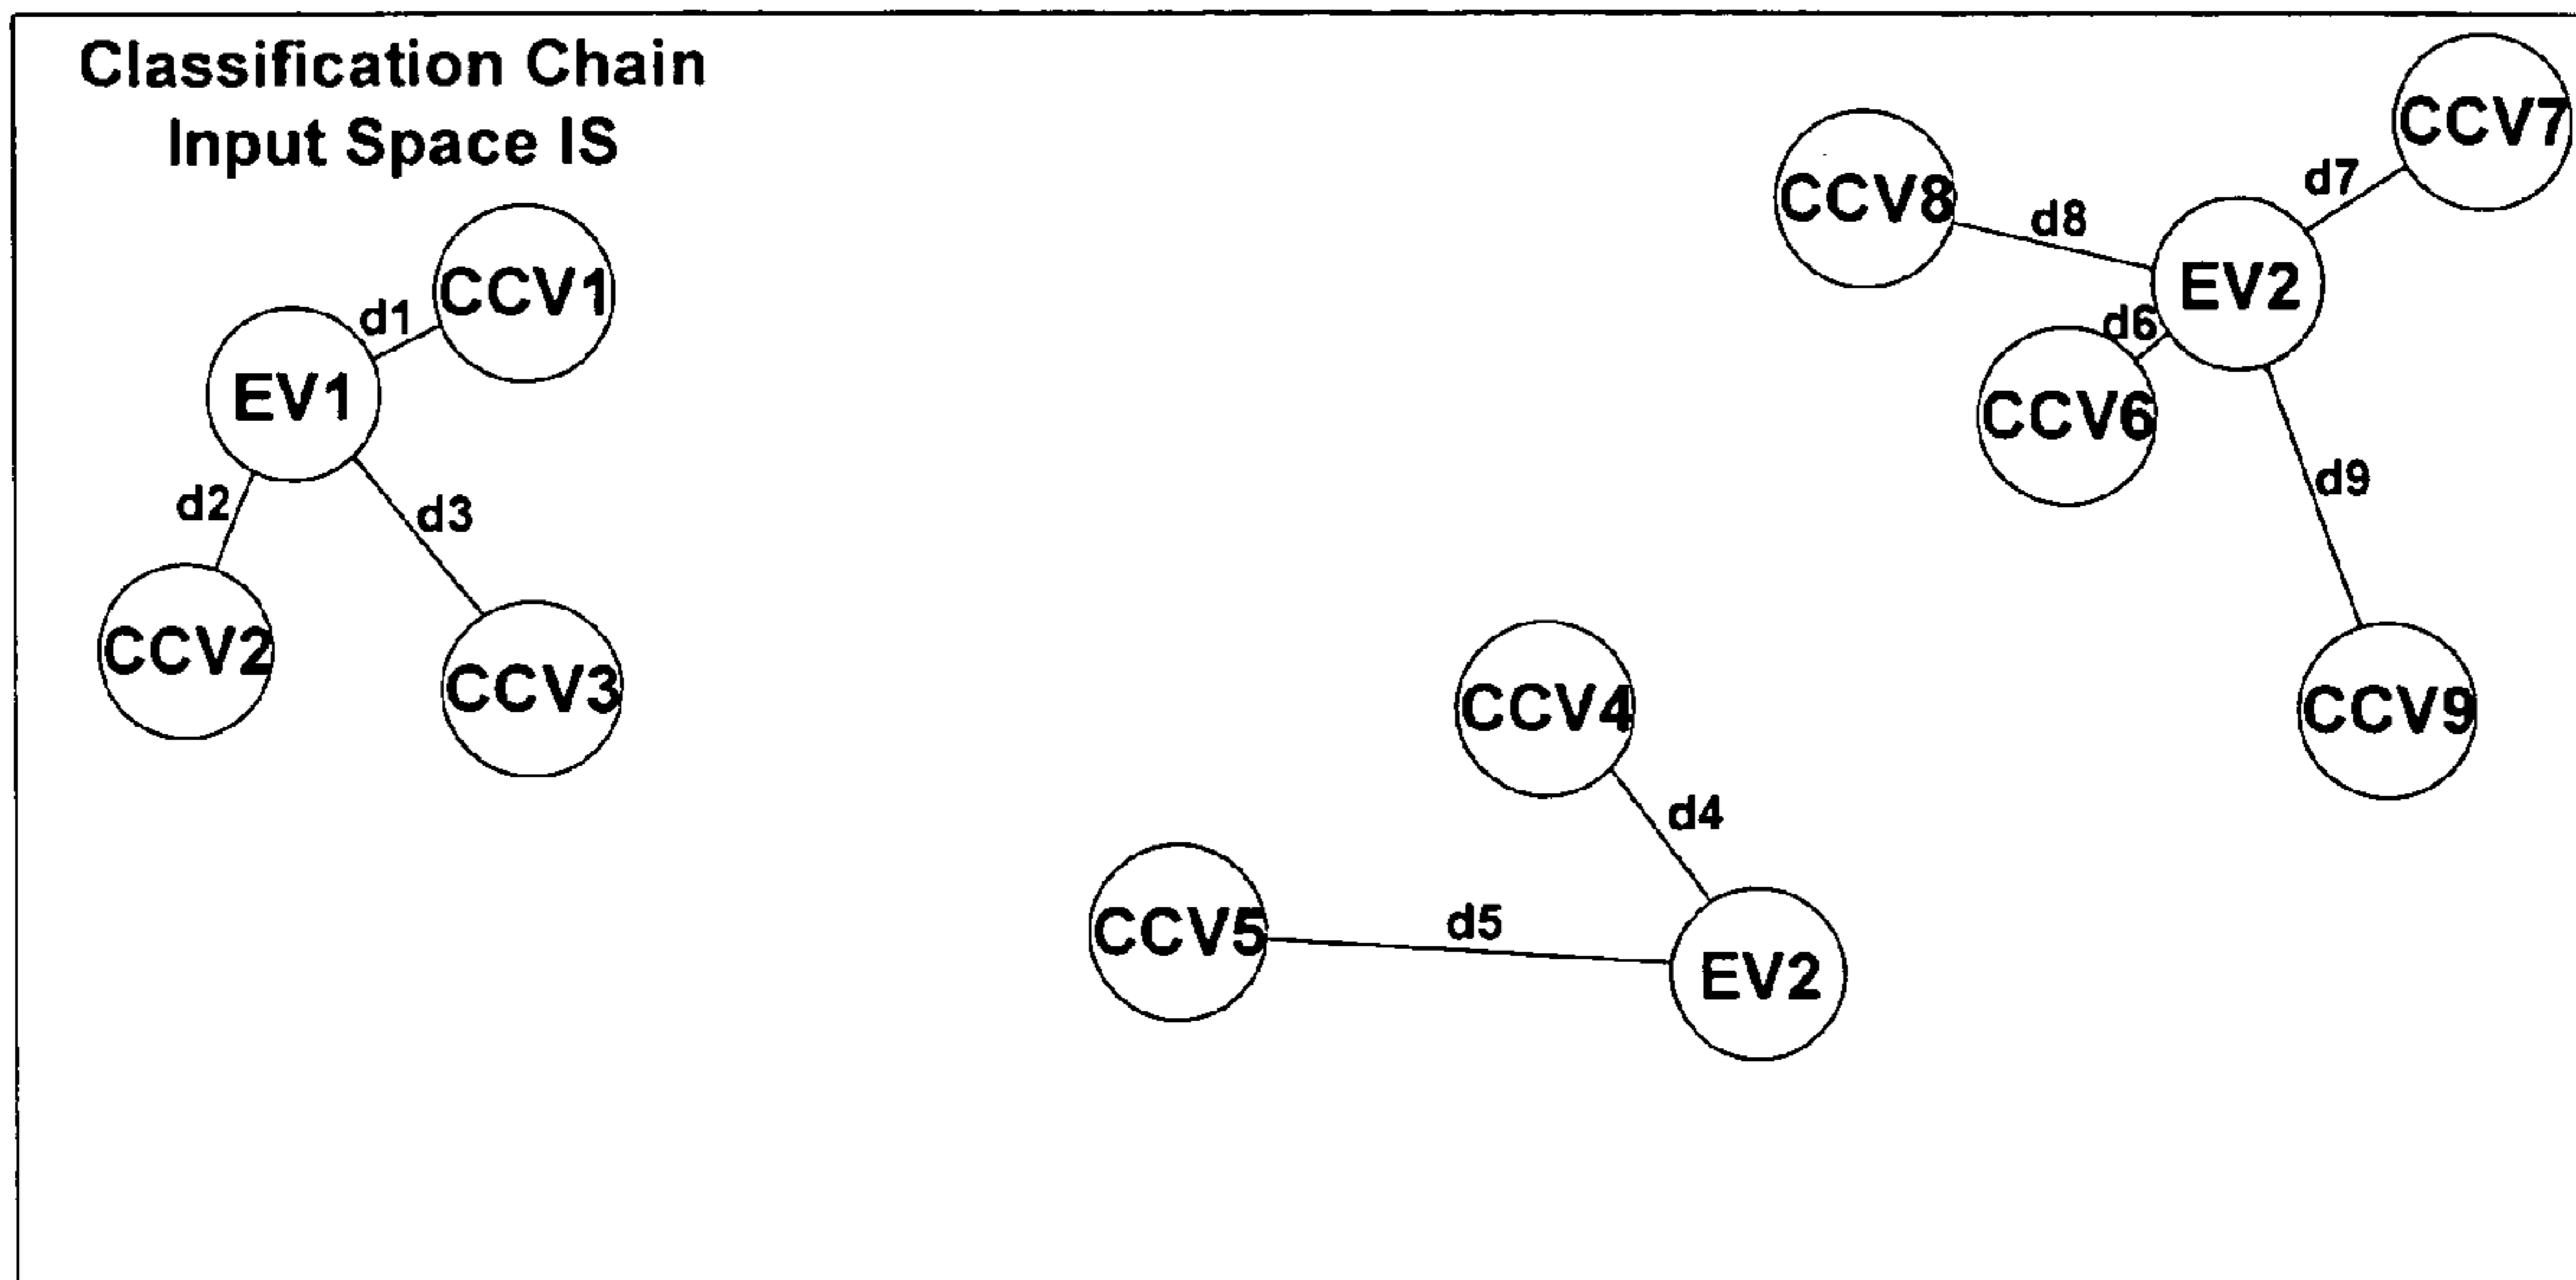 Classification Chain
Input Space IS
CCV1
d1
EV1
d2
d3
CCV2
CCV3
CCV7
CCV8
d7
d8
EV2
d6
CCV6
d9
CCV9
CCV4
d4
CCV5
d5
EV2